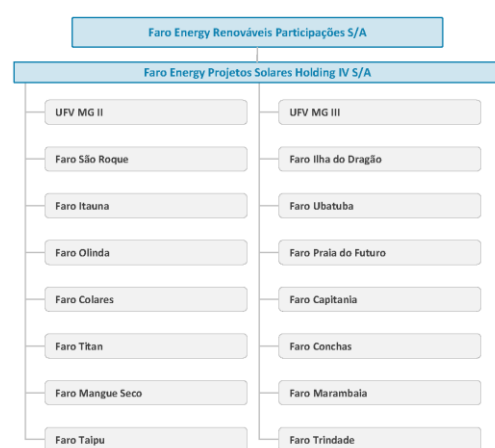 Faro Energy Renováveis Participações S/A
Faro Energy Projetos Solares Holding IV S/A
UFV MG II
UFV MG III
Faro São Roque
Faro Ilha do Dragão
Faro Itauna
Faro Ubatuba
Faro Olinda
Faro Praia do Futuro
Faro Colares
Faro Capitania
Faro Titan
Faro Conchas
Faro Mangue Seco
Faro Marambaia
Faro Taipu
Faro Trindade